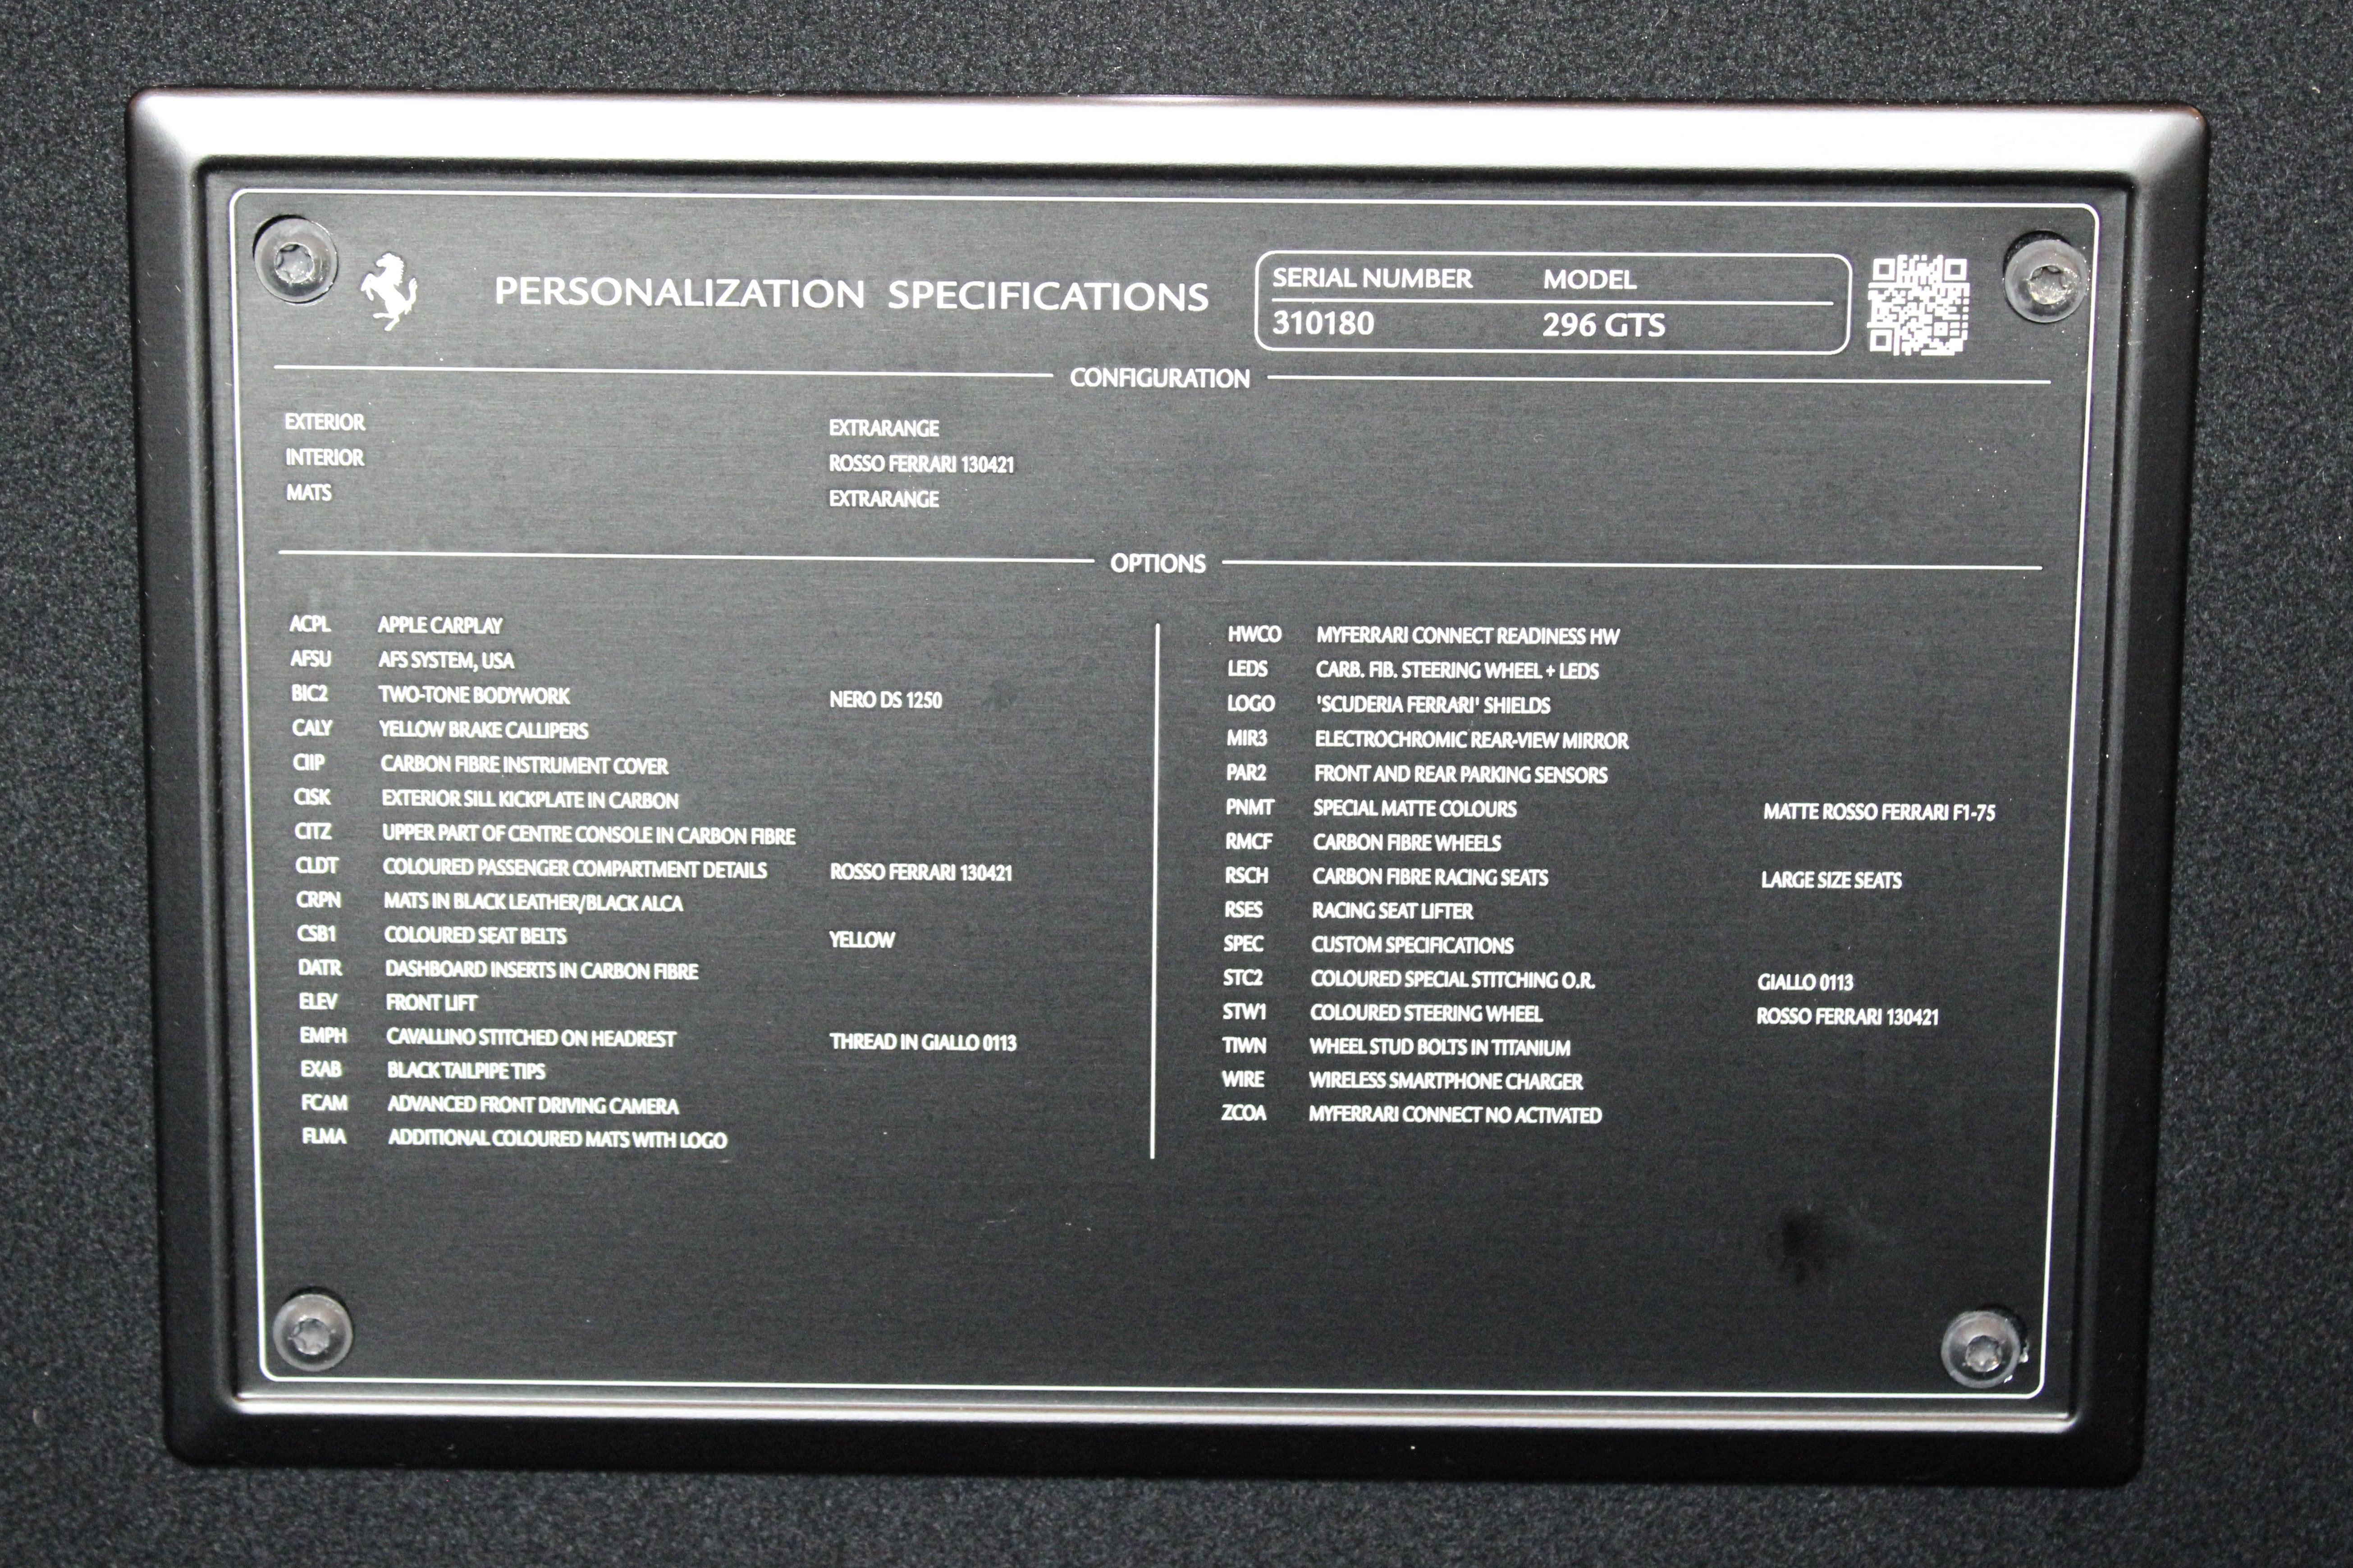 PERSONALIZATION SPECIFICATIONS
SERIAL NUMBER MODEL
310180 296 GTS
CONFIGURATION
EXTERIOR EXTRARANGE
INTERIOR ROSSO FERRARI 130421
MATS EXTRARANGE
OPTIONS
ACPL APPLE CARPLAY
AFSU AFS SYSTEM, USA
BIC2 TWO-TONE BODYWORK NERO DS 1250
CALY YELLOW BRAKE CALLIPERS
CIIP CARBON FIBRE INSTRUMENT COVER
CISK EXTERIOR SILL KICKPLATE IN CARBON
CITZ UPPER PART OF CENTRE CONSOLE IN CARBON FIBRE
CLDT COLOURED PASSENGER COMPARTMENT DETAILS ROSSO FERRARI 130421
CRPN MATS IN BLACK LEATHER/BLACK ALCA
CSB1 COLOURED SEAT BELTS YELLOW
DATR DASHBOARD INSERTS IN CARBON FIBRE
ELEV FRONT LIFT
EMPH CAVALLINO STITCHED ON HEADREST THREAD IN GIALLO 0113
EXAB BLACK TAILPIPE TIPS
FCAM ADVANCED FRONT DRIVING CAMERA
FLMA ADDITIONAL COLOURED MATS WITH LOGO
HWCO MYFERRARI CONNECT READINESS HW
LEDS CARB. FIB. STEERING WHEEL + LEDS
LOGO 'SCUDERIA FERRARI' SHIELDS
MIR3 ELECTROCHROMIC REAR-VIEW MIRROR
PAR2 FRONT AND REAR PARKING SENSORS
PNMT SPECIAL MATTE COLOURS MATTE ROSSO FERRARI F1-75
RMCF CARBON FIBRE WHEELS
RSCH CARBON FIBRE RACING SEATS LARGE SIZE SEATS
RSES RACING SEAT LIFTER
SPEC CUSTOM SPECIFICATIONS
STC2 COLOURED SPECIAL STITCHING O.R. GIALLO 0113
STW1 COLOURED STEERING WHEEL ROSSO FERRARI 130421
TIWN WHEEL STUD BOLTS IN TITANIUM
WIRE WIRELESS SMARTPHONE CHARGER
ZCOA MYFERRARI CONNECT NO ACTIVATED